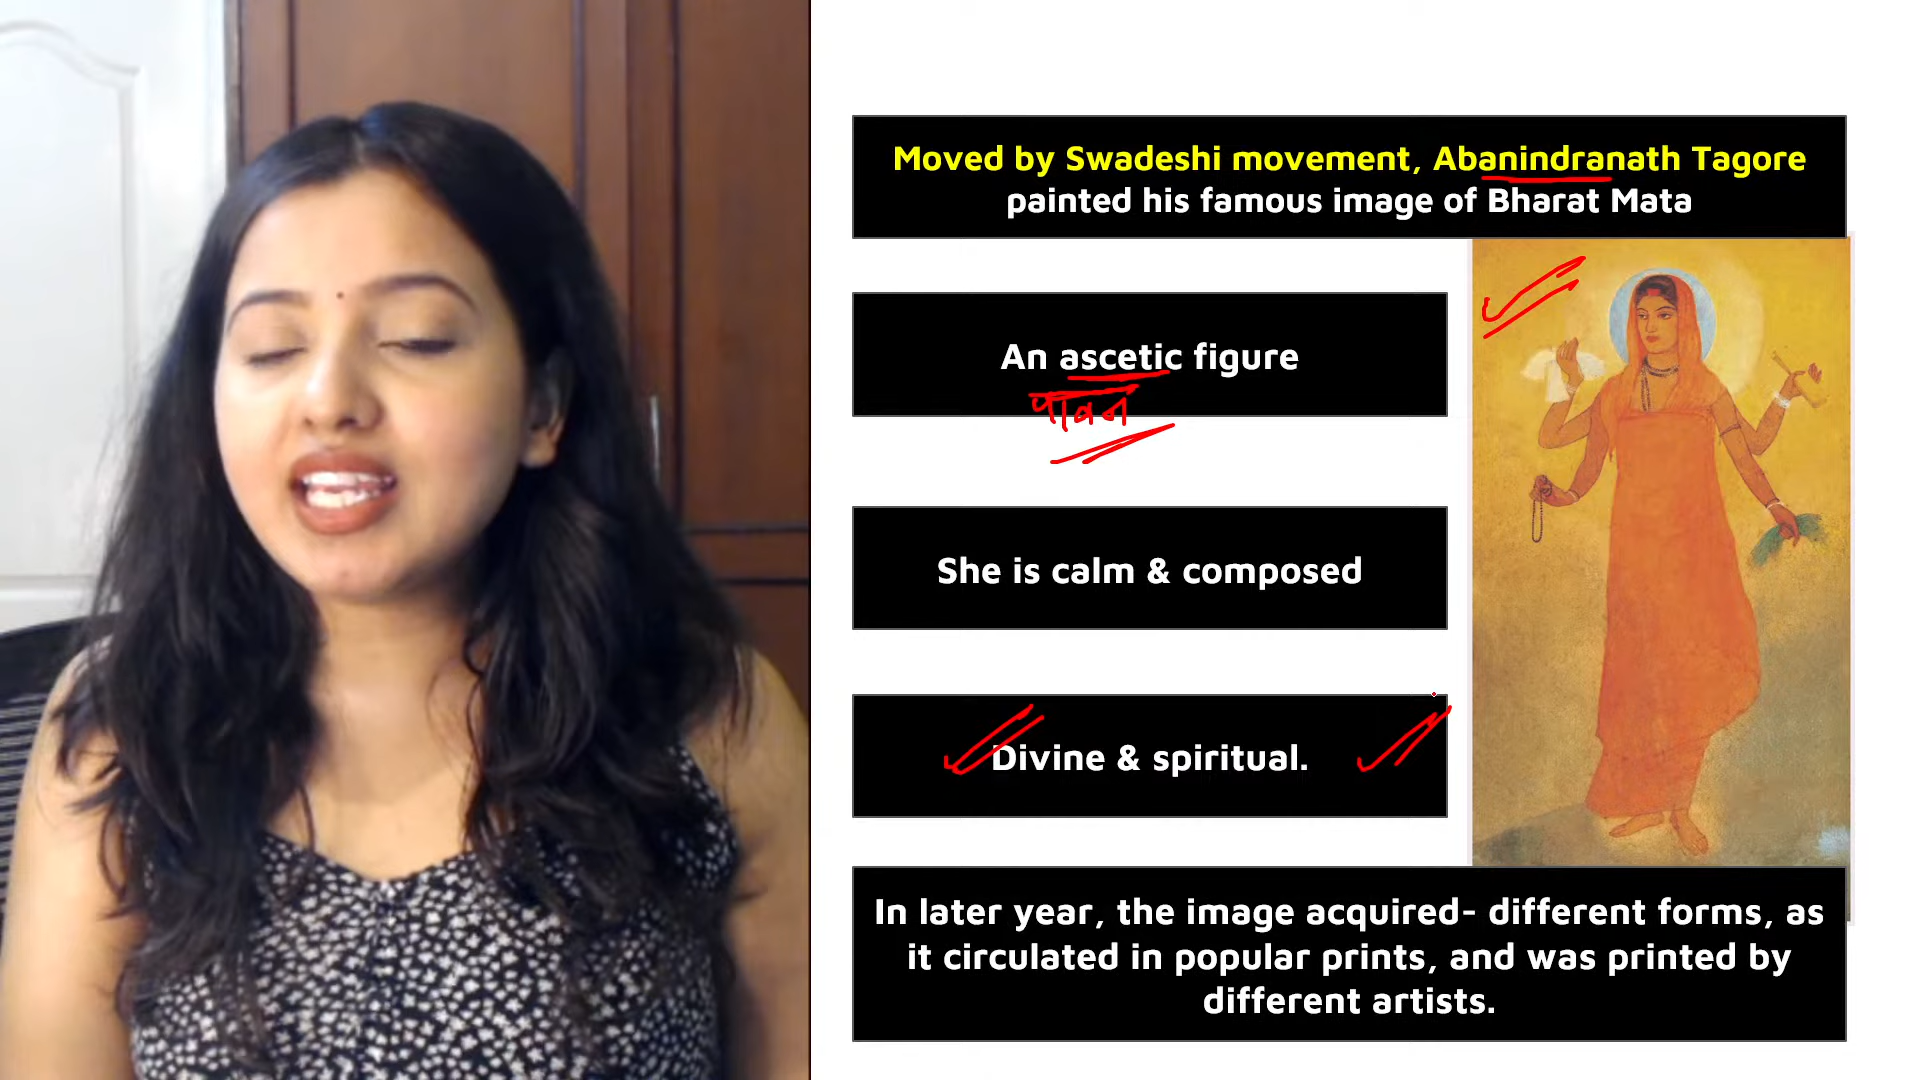 Moved by Swadeshi movement, Abanindranath Tagore
painted his famous image of Bharat Mata
An ascetic figure
पावन
She is calm & composed
Divine & spiritual.
In later year, the image acquired- different forms, as
it circulated in popular prints, and was printed by
different artists.